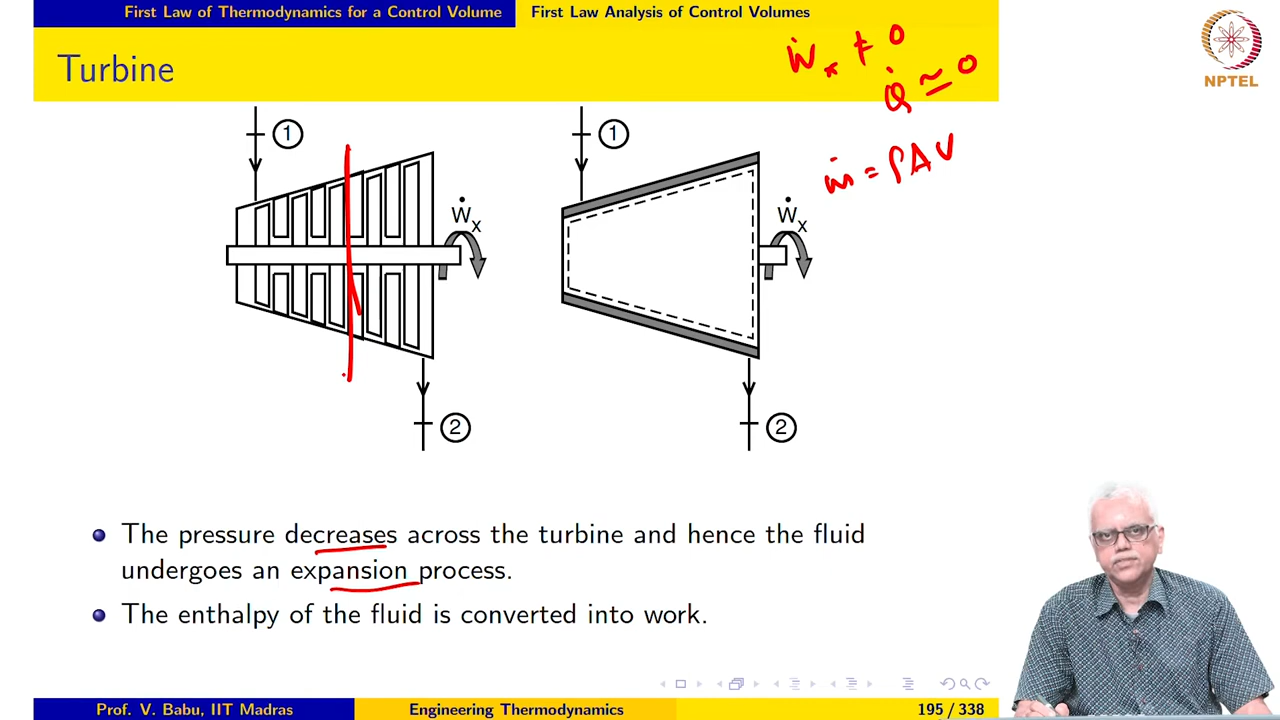 First Law of Thermodynamics for a Control Volume
First Law Analysis of Control Volumes
Turbine
Ẇₓ ≠ 0
Q̇ ≃ 0
ṁ = ρAV
NPTEL
1
1
Ẇₓ
Ẇₓ
2
2
The pressure decreases across the turbine and hence the fluid
undergoes an expansion process.
The enthalpy of the fluid is converted into work.
Prof. V. Babu, IIT Madras
Engineering Thermodynamics
195 / 338